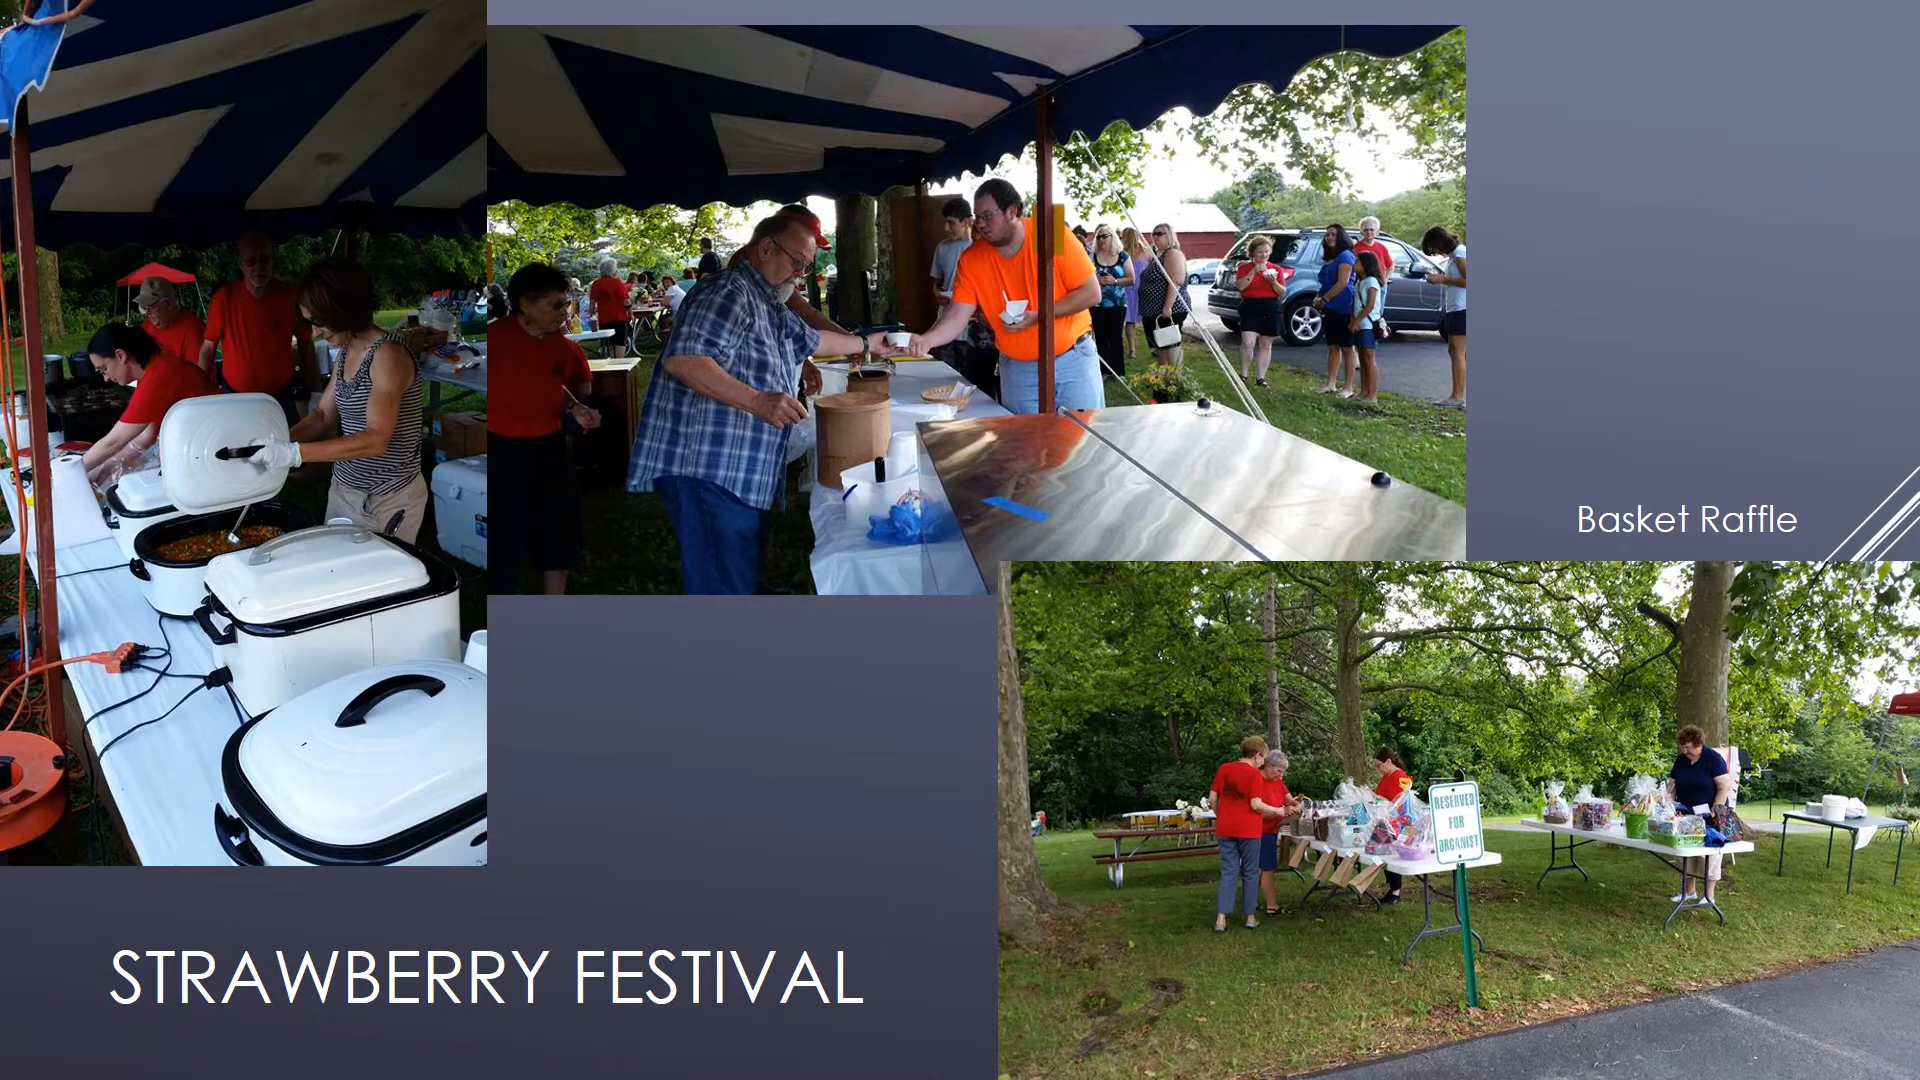 Basket Raffle
RESERVED
FOR
ORGANIST
STRAWBERRY FESTIVAL